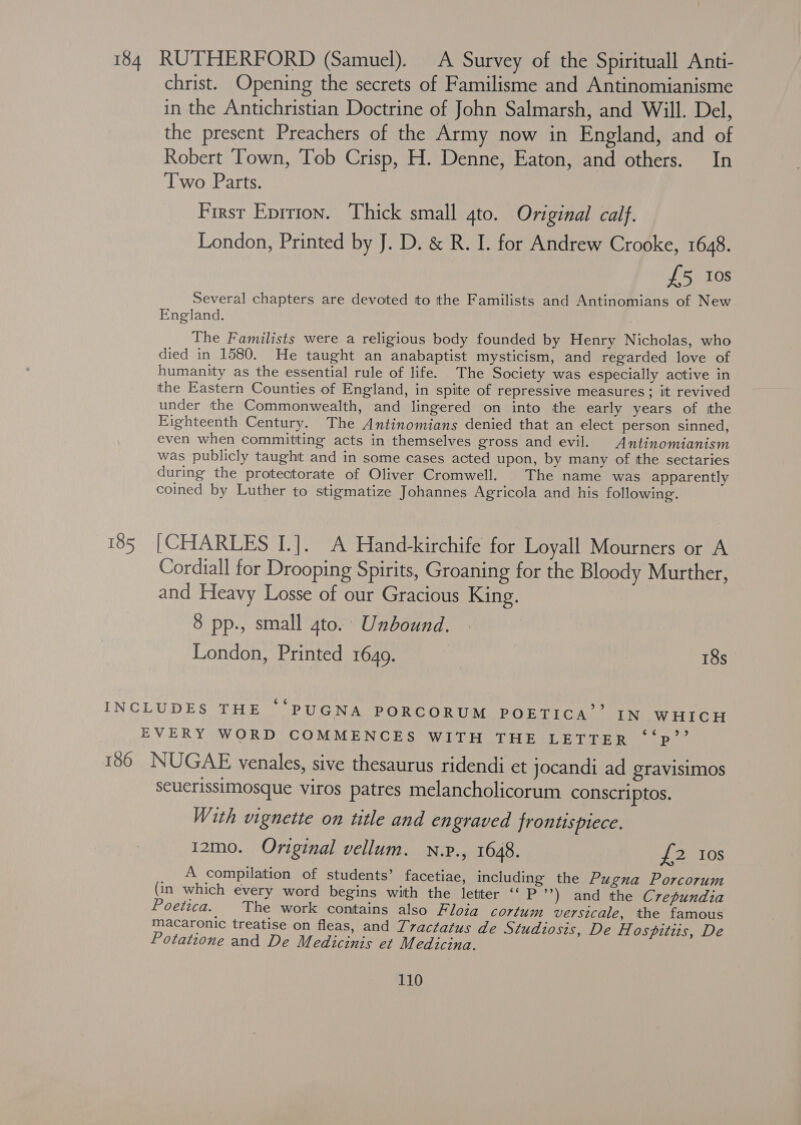 184 RUTHERFORD (Samuel). A Survey of the Spirituall Anti-
christ. Opening the secrets of Familisme and Antinomianisme
in the Antichristian Doctrine of John Salmarsh, and Will. Del,
the present Preachers of the Army now in England, and of
Robert Town, Tob Crisp, H. Denne, Eaton, and others. In
Two Parts.
FIRST EDITION. Thick small 4to. Original calf.
London, Printed by J. D. & R. I. for Andrew Crooke, 1648.
£5 10s
Several chapters are devoted to the Familists and Antinomians of New
England.
The Familists were a religious body founded by Henry Nicholas, who
died in 1580. He taught an anabaptist mysticism, and regarded love of
humanity as the essential rule of life. The Society was especially active in
the Eastern Counties of England, in spite of repressive measures; it revived
under the Commonwealth, and lingered on into the early years of the
Eighteenth Century. The Antinomians denied that an elect person sinned,
even when committing acts in themselves gross and evil. Antinomianism
was publicly taught and in some cases acted upon, by many of the sectaries
during the protectorate of Oliver Cromwell. The name was apparently
coined by Luther to stigmatize Johannes Agricola and his following.
185 [CHARLES I.]. A Hand-kirchife for Loyall Mourners or A
Cordiall for Drooping Spirits, Groaning for the Bloody Murther,
and Heavy Losse of our Gracious King.
8 pp., small 4to. Unbound.
London, Printed 1649. 18s
INCLUDES THE ‘‘PUGNA PORCORUM POETICA’’ IN WHICH
EVERY WORD COMMENCES WITH THE LETTER ‘‘P’’
186 NUGAE venales, sive thesaurus ridendi et jocandi ad gravisimos
seuerissimosque viros patres melancholicorum conscriptos.
With vignette on title and engraved frontispiece.
12mo. Original vellum. N.P., 1648. £2 10s
A compilation of students’ facetiae, including the Pugna Porcorum
(in which every word begins with the letter ‘‘ P ’’) and the Crepundia
Poetica. The work contains also Floia cortum versicale, the famous
macaronic treatise on fleas, and Tractatus de Studiosis, De Hospitiis, De
Potatione and De Medicinis et Medicina.
110